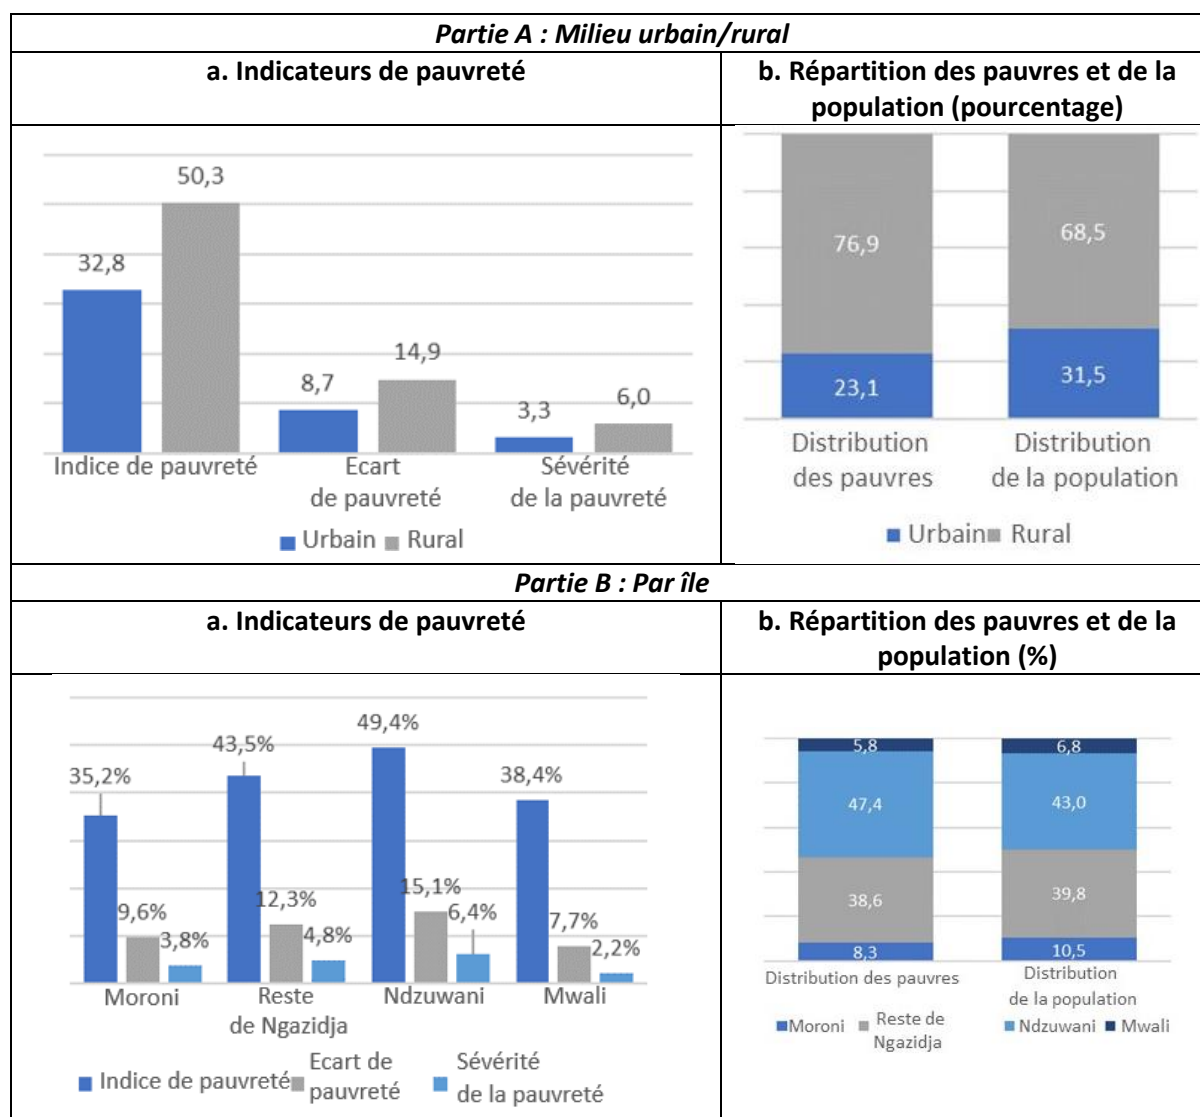 Partie A : Milieu urbain/rural
a. Indicateurs de pauvreté
b. Répartition des pauvres et de la
population (pourcentage)
50,3
32,8
14,9
8,7
6,0
3,3
Indice de pauvreté
Ecart
de pauvreté
Sévérité
de la pauvreté
Urbain
Rural
76,9
68,5
23,1
31,5
Distribution
des pauvres
Distribution
de la population
Urbain
Rural
Partie B : Par île
a. Indicateurs de pauvreté
b. Répartition des pauvres et de la
population (%)
35,2%
43,5%
49,4%
38,4%
9,6%
3,8%
12,3%
4,8%
15,1%
6,4%
7,7%
2,2%
Moroni
Reste
de Ngazidja
Ndzuwani
Mwali
Indice de pauvreté
Ecart de
pauvreté
Sévérité
de la pauvreté
5,8
6,8
47,4
43,0
38,6
39,8
8,3
10,5
Distribution des pauvres
Distribution
de la population
Moroni
Reste de
Ngazidja
Ndzuwani
Mwali